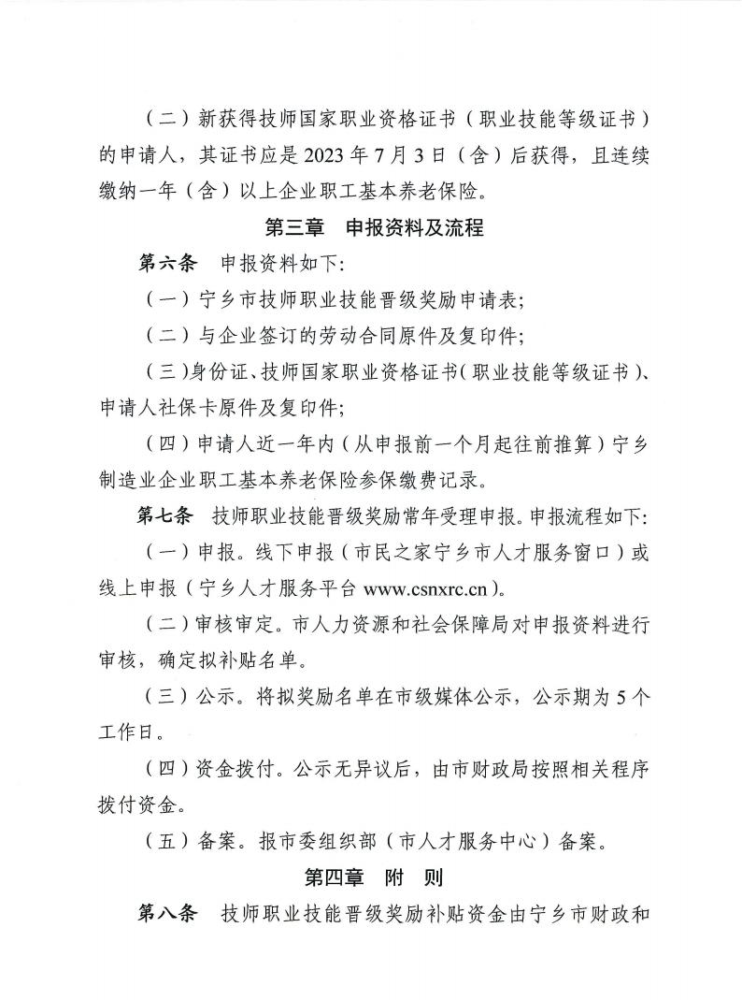 （二）新获得技师国家职业资格证书（职业技能等级证书）
的申请人，其证书应是 2023 年 7 月 3 日（含）后获得，且连续
缴纳一年（含）以上企业职工基本养老保险。
第三章　申报资料及流程
第六条　申报资料如下：
（一）宁乡市技师职业技能晋级奖励申请表；
（二）与企业签订的劳动合同原件及复印件；
（三）身份证、技师国家职业资格证书（职业技能等级证书）、
申请人社保卡原件及复印件；
（四）申请人近一年内（从申报前一个月起往前推算）宁乡
制造业企业职工基本养老保险参保缴费记录。
第七条　技师职业技能晋级奖励常年受理申报。申报流程如下：
（一）申报。线下申报（市民之家宁乡市人才服务窗口）或
线上申报（宁乡人才服务平台 www.csnxrc.cn）。
（二）审核审定。市人力资源和社会保障局对申报资料进行
审核，确定拟补贴名单。
（三）公示。将拟奖励名单在市级媒体公示，公示期为 5 个
工作日。
（四）资金拨付。公示无异议后，由市财政局按照相关程序
拨付资金。
（五）备案。报市委组织部（市人才服务中心）备案。
第四章　附　则
第八条　技师职业技能晋级奖励补贴资金由宁乡市财政和